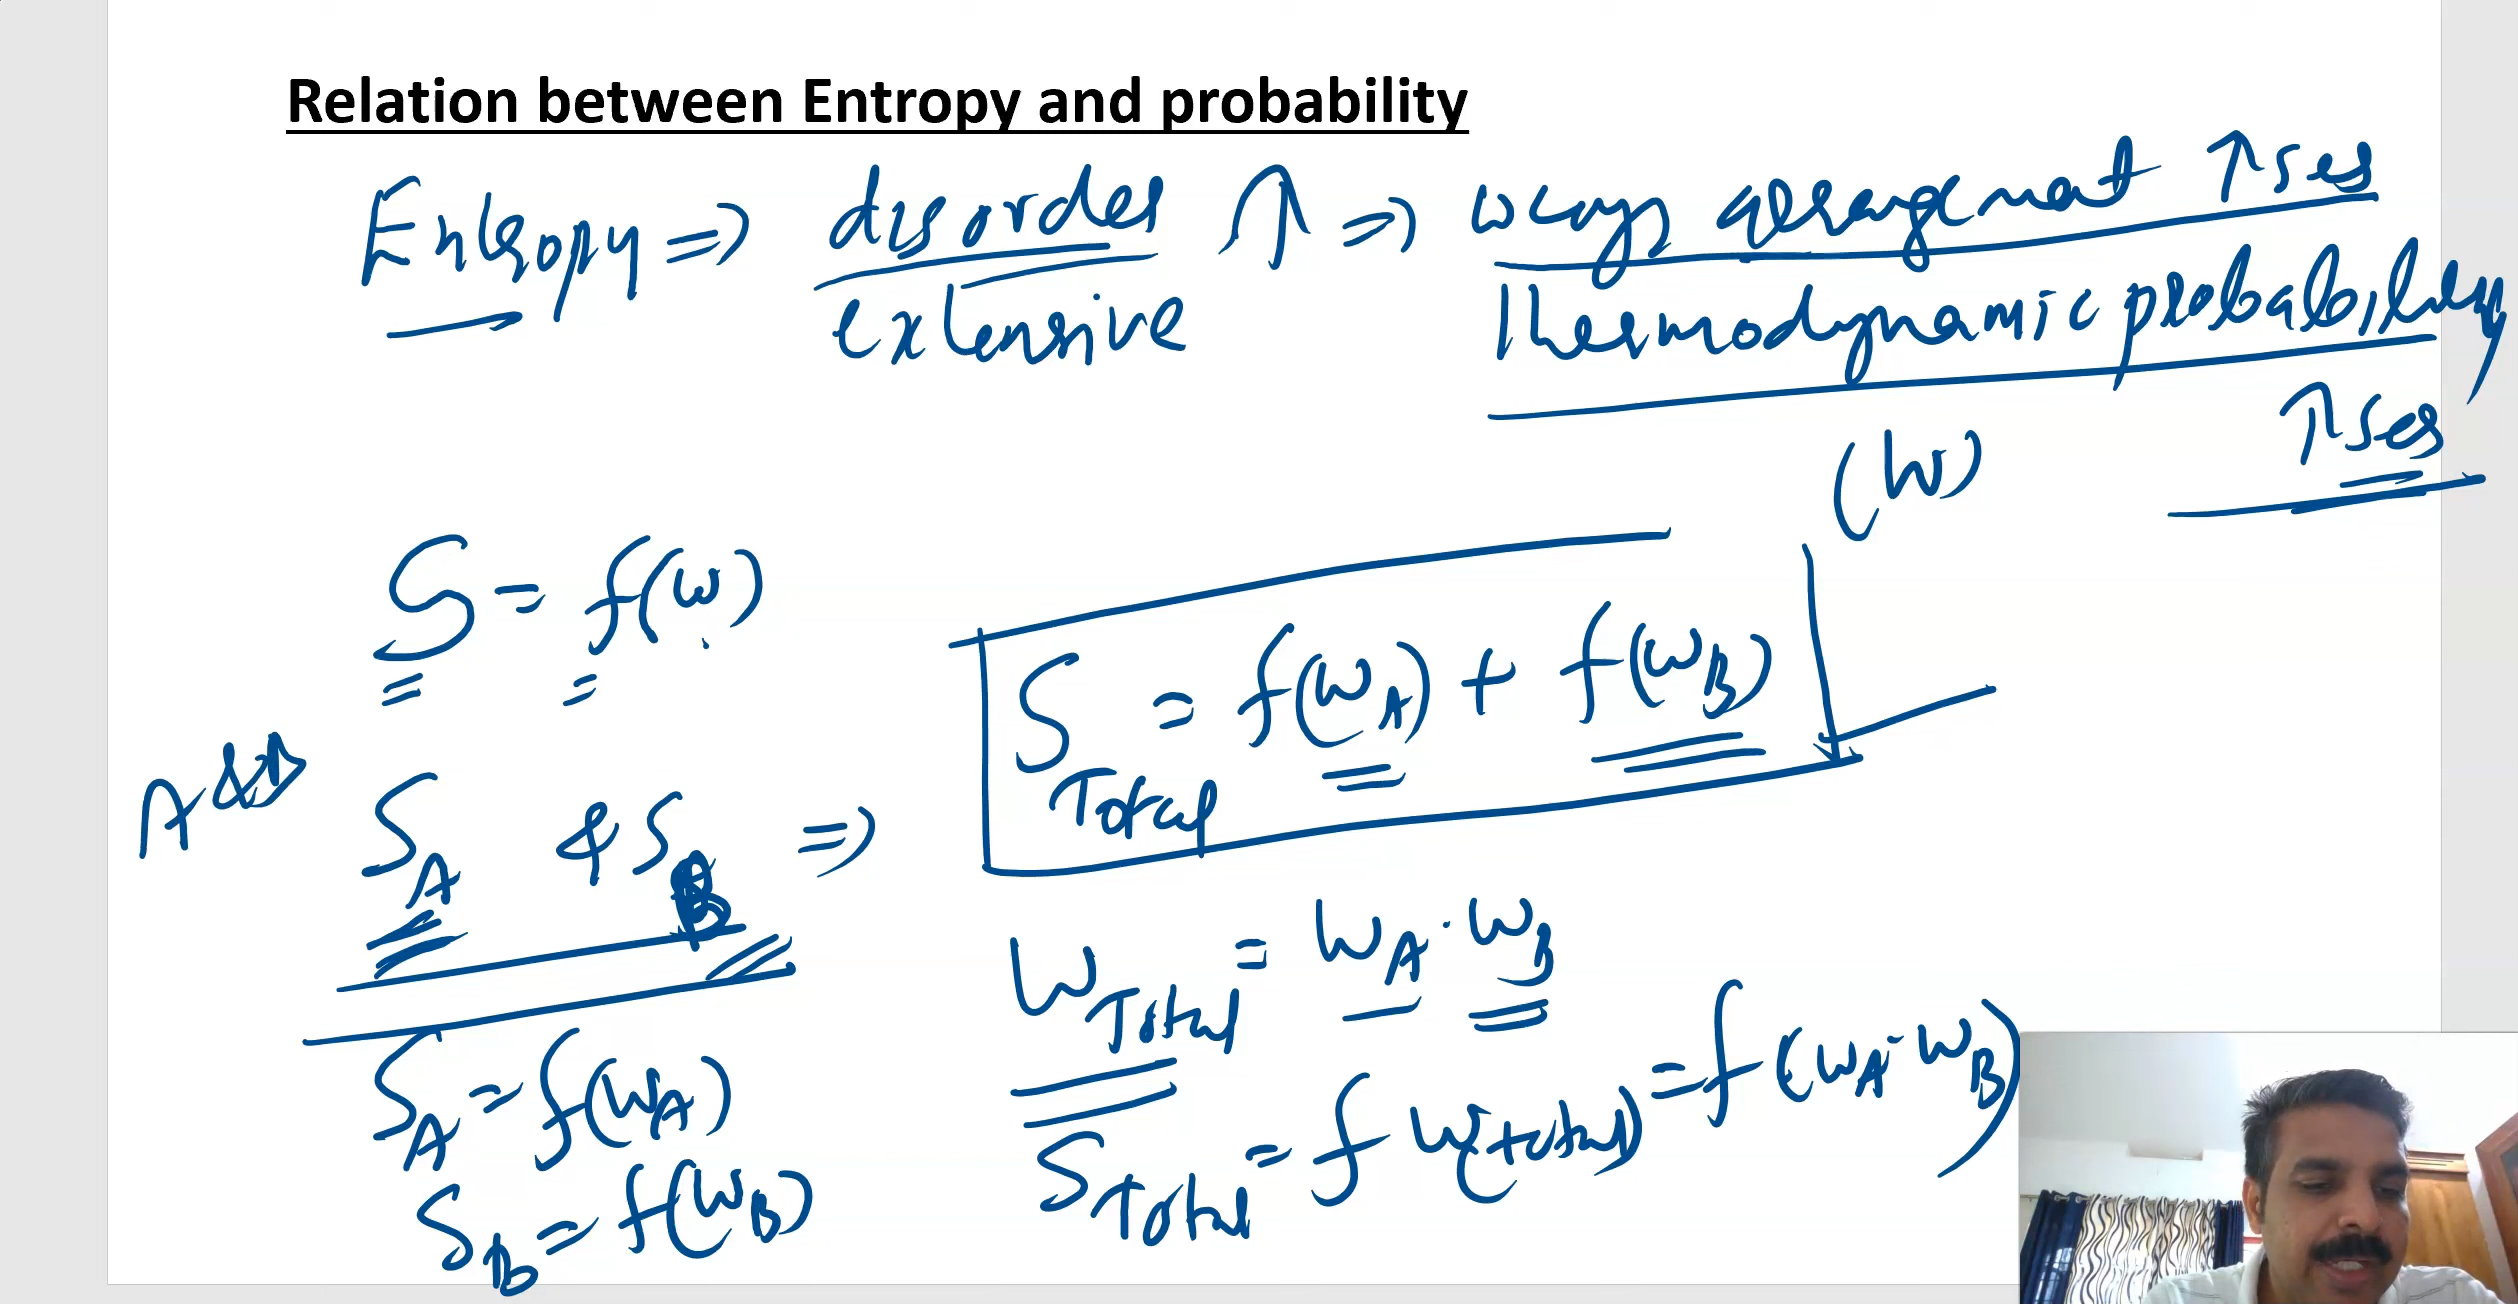 Relation between Entropy and probability
Entropy => disorder ↑ => ways arrangement ↑ses
extensive thermodynamic probability
(W) ↑ses
S = f(W)
A & B
S_Total = f(W_A) + f(W_B)
S_A & S_B =>
W_Total = W_A . W_B
S_A = f(W_A)
S_Total = f W(total) = f(W_A . W_B)
S_B = f(W_B)